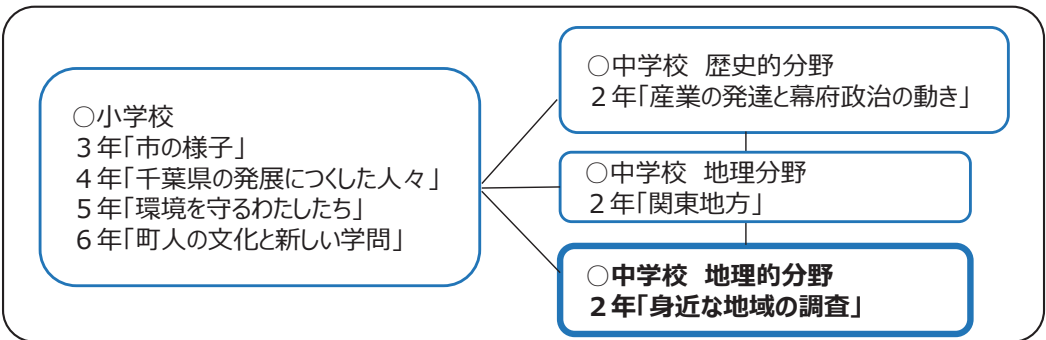 ○小学校
３年「市の様子」
４年「千葉県の発展につくした人々」
５年「環境を守るわたしたち」
６年「町人の文化と新しい学問」
○中学校 歴史的分野
２年「産業の発達と幕府政治の動き」
○中学校 地理分野
２年「関東地方」
○中学校 地理的分野
２年「身近な地域の調査」